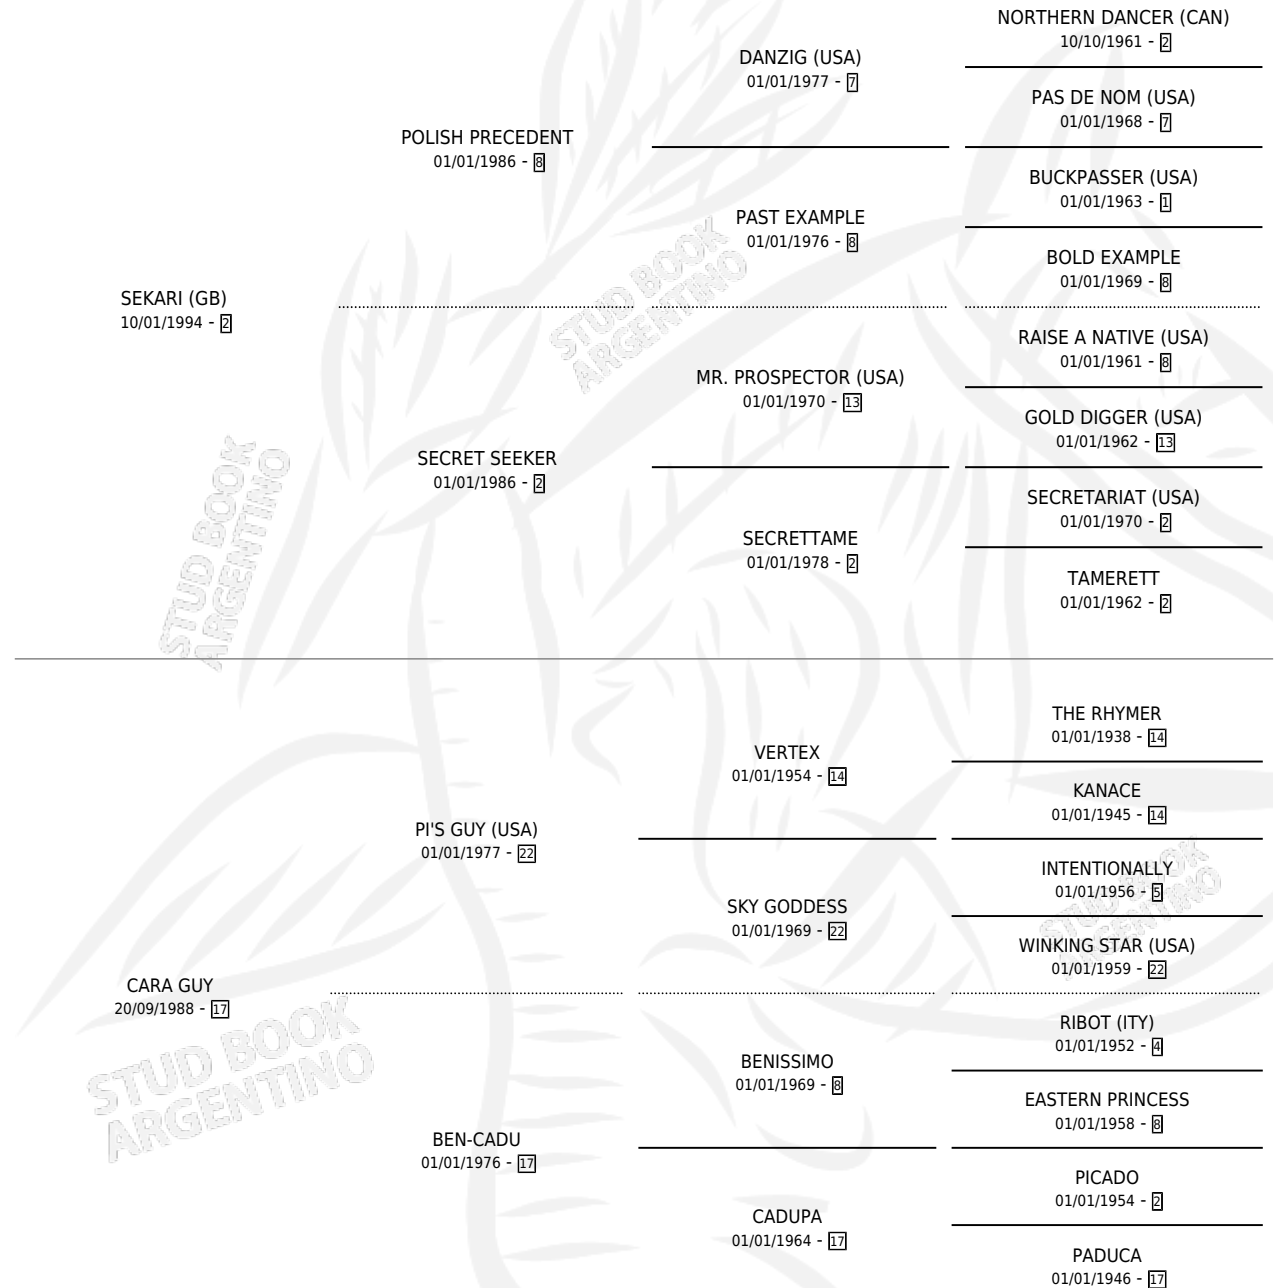 NORTHERN DANCER (CAN)
10/10/1961 - 2
DANZIG (USA)
01/01/1977 - 7
PAS DE NOM (USA)
01/01/1968 - 7
POLISH PRECEDENT
01/01/1986 - 8
BUCKPASSER (USA)
01/01/1963 - 1
PAST EXAMPLE
01/01/1976 - 8
BOLD EXAMPLE
01/01/1969 - 8
SEKARI (GB)
10/01/1994 - 2
STUD BOOK
ARGENTINO
RAISE A NATIVE (USA)
01/01/1961 - 8
MR. PROSPECTOR (USA)
01/01/1970 - 13
GOLD DIGGER (USA)
01/01/1962 - 13
SECRET SEEKER
01/01/1986 - 2
SECRETARIAT (USA)
01/01/1970 - 2
SECRETTAME
01/01/1978 - 2
TAMERETT
01/01/1962 - 2
STUD BOOK
ARGENTINO
THE RHYMER
01/01/1938 - 14
VERTEX
01/01/1954 - 14
KANACE
01/01/1945 - 14
PI'S GUY (USA)
01/01/1977 - 22
INTENTIONALLY
01/01/1956 - 5
SKY GODDESS
01/01/1969 - 22
WINKING STAR (USA)
01/01/1959 - 22
STUD BOOK
ARGENTINO
CARA GUY
20/09/1988 - 17
RIBOT (ITY)
01/01/1952 - 4
BENISSIMO
01/01/1969 - 8
EASTERN PRINCESS
01/01/1958 - 8
STUD BOOK
ARGENTINO
BEN-CADU
01/01/1976 - 17
PICADO
01/01/1954 - 2
CADUPA
01/01/1964 - 17
PADUCA
01/01/1946 - 17